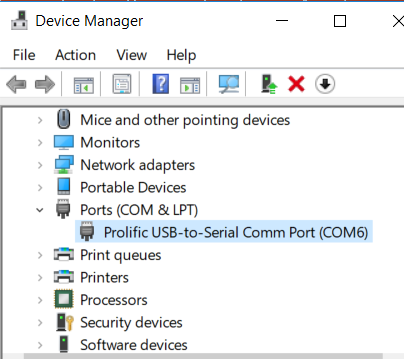 Device Manager
File Action View Help
Mice and other pointing devices
Monitors
Network adapters
Portable Devices
Ports (COM & LPT)
Prolific USB-to-Serial Comm Port (COM6)
Print queues
Printers
Processors
Security devices
Software devices